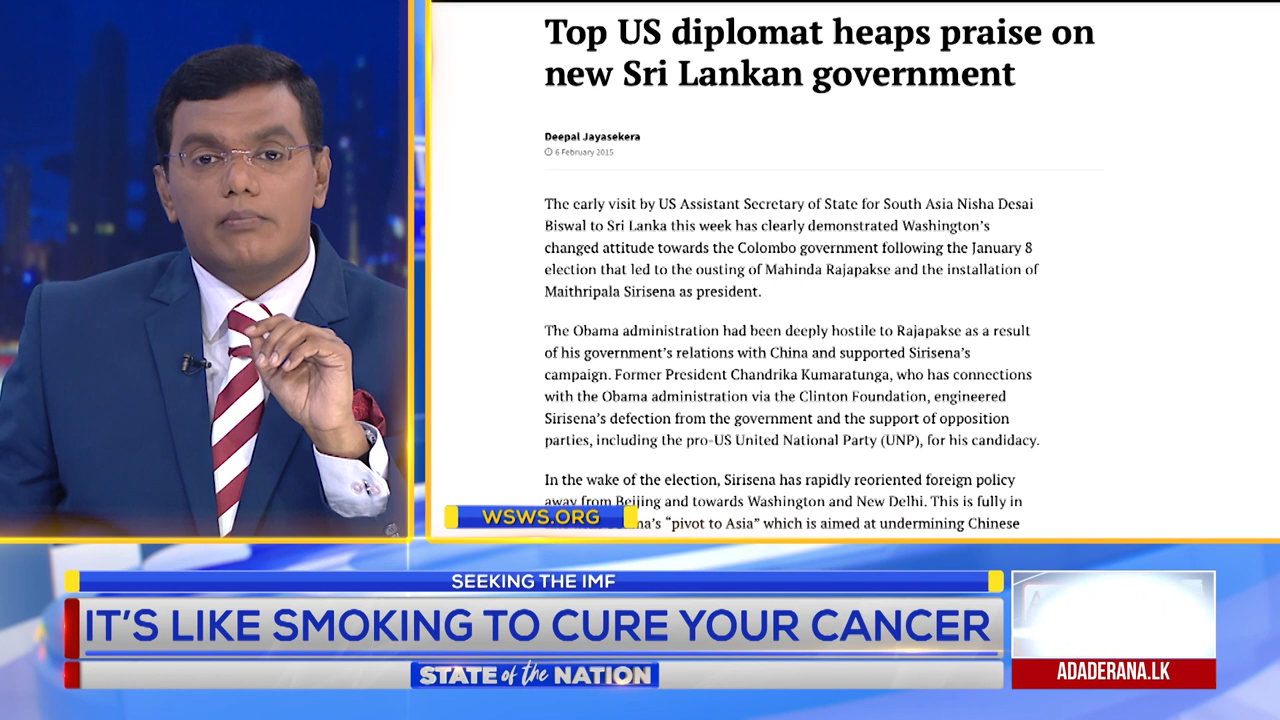 Top US diplomat heaps praise on
new Sri Lankan government
Deepal Jayasekera
6 February 2015
The early visit by US Assistant Secretary of State for South Asia Nisha Desai
Biswal to Sri Lanka this week has clearly demonstrated Washington's
changed attitude towards the Colombo government following the January 8
election that led to the ousting of Mahinda Rajapakse and the installation of
Maithripala Sirisena as president.
The Obama administration had been deeply hostile to Rajapakse as a result
of his government's relations with China and supported Sirisena's
campaign. Former President Chandrika Kumaratunga, who has connections
with the Obama administration via the Clinton Foundation, engineered
Sirisena's defection from the government and the support of opposition
parties, including the pro-US United National Party (UNP), for his candidacy.
In the wake of the election, Sirisena has rapidly reoriented foreign policy
away from Beijing and towards Washington and New Delhi. This is fully in
"pivot to Asia" which is aimed at undermining Chinese
WSWS.ORG
SEEKING THE IMF
IT'S LIKE SMOKING TO CURE YOUR CANCER
STATE of the NATION
ADADERANA.LK